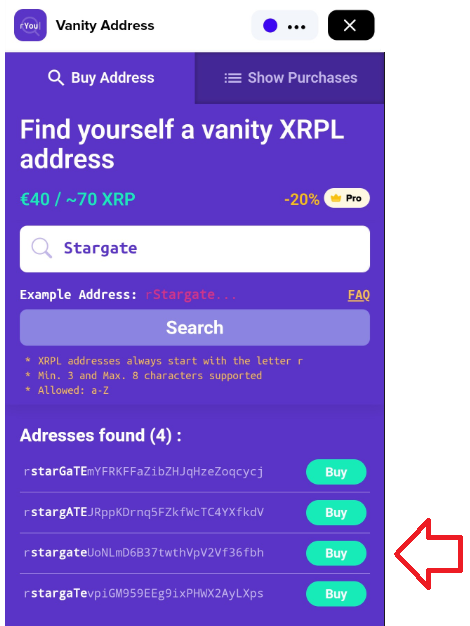 rYou
Vanity Address
Buy Address
Show Purchases
Find yourself a vanity XRPL
address
€40 / ~70 XRP
-20% Pro
Stargate
Example Address: rStargate...
FAQ
Search
* XRPL addresses always start with the letter r
* Min. 3 and Max. 8 characters supported
* Allowed: a-Z
Adresses found (4) :
rstarGaTEmYFRKFFaZibZHJqHzeZoqcycj Buy
rstargATEJRppKDrnq5FZkfWcTC4YXfkdV Buy
rstargateUoNLmD6B37twthVpV2Vf36fbh Buy
rstargaTevpiGM959EEg9ixPHWX2AyLXps Buy